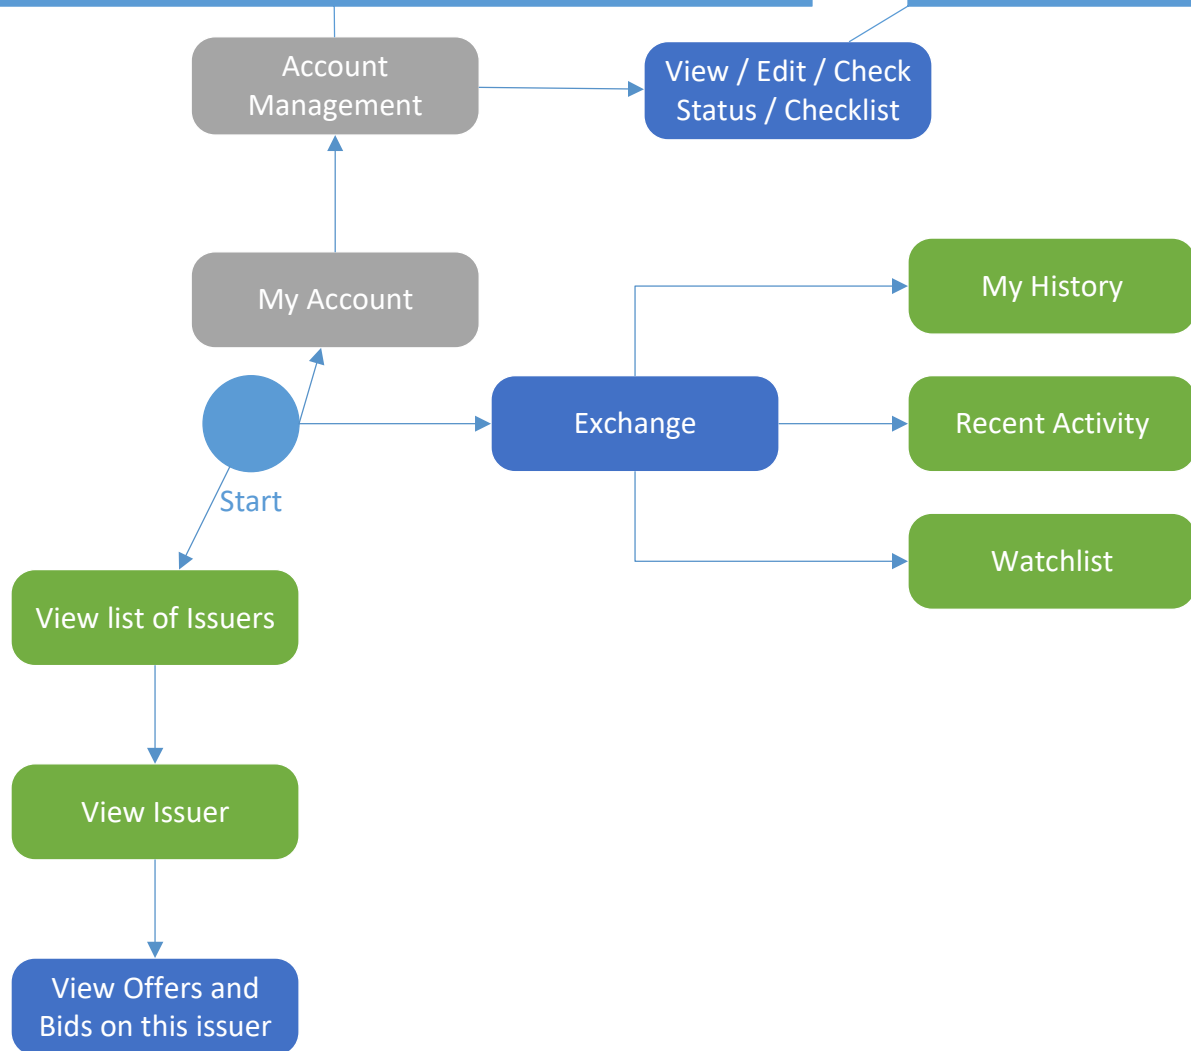 Account
Management
View / Edit / Check
Status / Checklist
My Account
My History
Exchange
Recent Activity
Start
Watchlist
View list of Issuers
View Issuer
View Offers and
Bids on this issuer